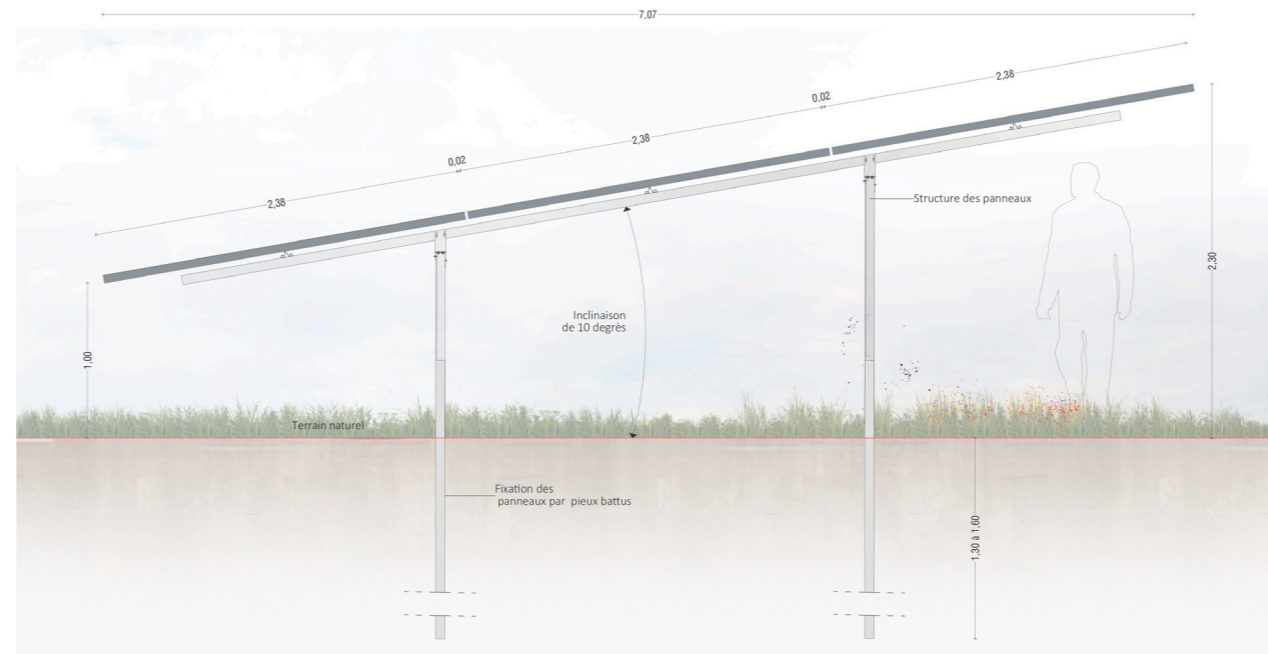 7,07
2,38
0,02
2,38
0,02
2,38
Structure des panneaux
2,30
Inclinaison
de 10 degrès
1,00
Terrain naturel
Fixation des
panneaux par pieux battus
1,30 à 1,60